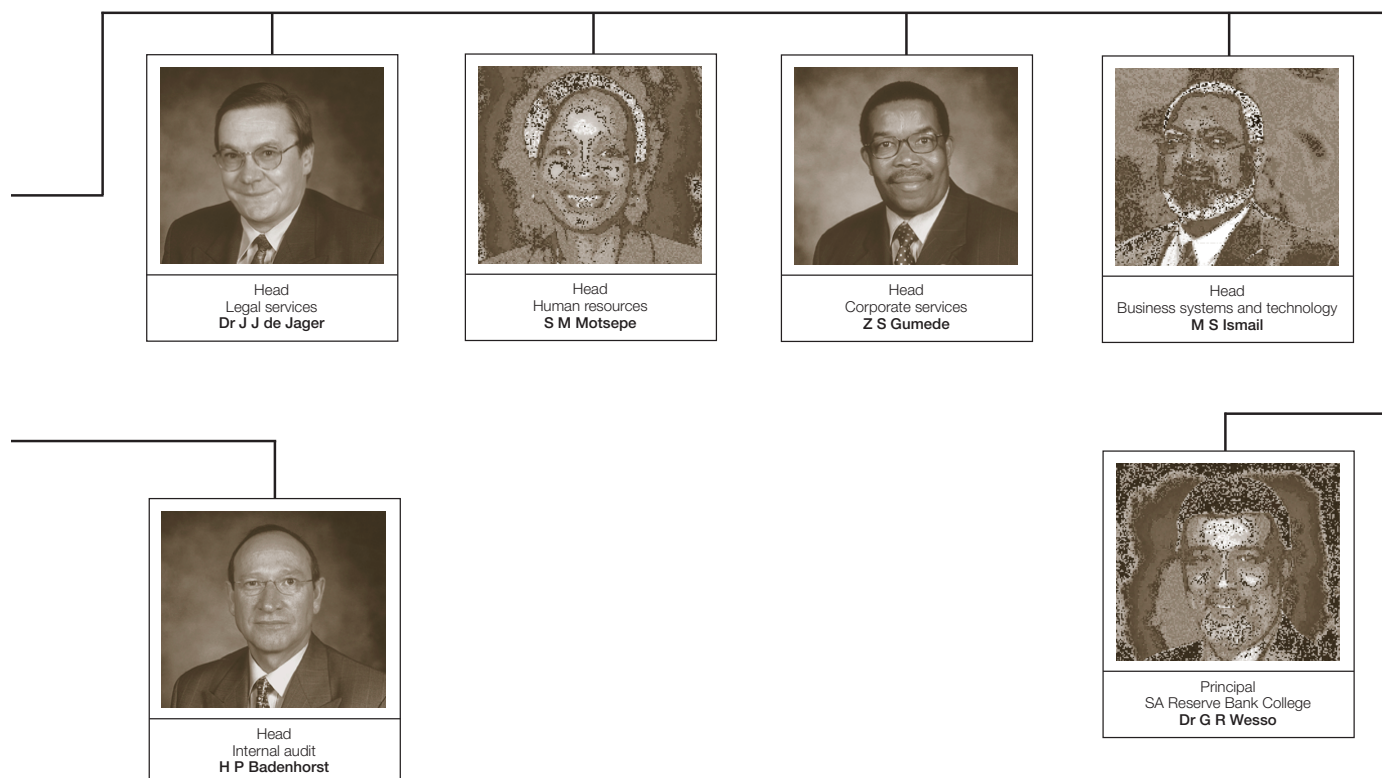 Head
Legal services
Dr J J de Jager
Head
Human resources
S M Motsepe
Head
Corporate services
Z S Gumede
Head
Business systems and technology
M S Ismail
Head
Internal audit
H P Badenhorst
Principal
SA Reserve Bank College
Dr G R Wesso